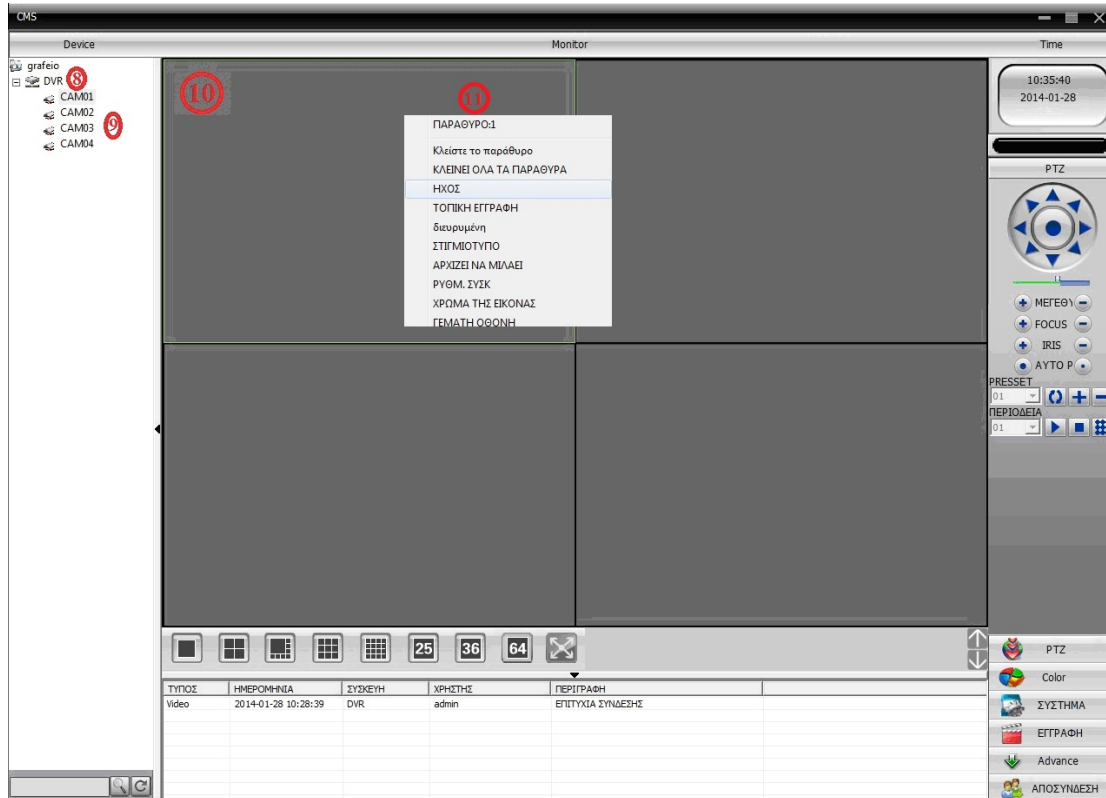 CMS
Device Monitor Time
grafeio
DVR 8
CAM01
CAM02
CAM03 9
CAM04
10
11
ΠΑΡΑΘΥΡΟ:1
Κλείστε το παράθυρο
ΚΛΕΙΝΕΙ ΟΛΑ ΤΑ ΠΑΡΑΘΥΡΑ
ΗΧΟΣ
ΤΟΠΙΚΗ ΕΓΓΡΑΦΗ
διευρυμένη
ΣΤΙΓΜΙΟΤΥΠΟ
ΑΡΧΙΖΕΙ ΝΑ ΜΙΛΑΕΙ
ΡΥΘΜ. ΣΥΣΚ
ΧΡΩΜΑ ΤΗΣ ΕΙΚΟΝΑΣ
ΓΕΜΑΤΗ ΟΘΟΝΗ
10:35:40
2014-01-28
PTZ
ΜΕΓΕΘΥ
FOCUS
IRIS
ΑΥΤΟ Ρ
PRESSET
01
ΠΕΡΙΟΔΕΙΑ
01
25 36 64
ΤΥΠΟΣ ΗΜΕΡΟΜΗΝΙΑ ΣΥΣΚΕΥΗ ΧΡΗΣΤΗΣ ΠΕΡΙΓΡΑΦΗ
Video 2014-01-28 10:28:39 DVR admin ΕΠΙΤΥΧΙΑ ΣΥΝΔΕΣΗΣ
PTZ
Color
ΣΥΣΤΗΜΑ
ΕΓΓΡΑΦΗ
Advance
ΑΠΟΣΥΝΔΕΣΗ